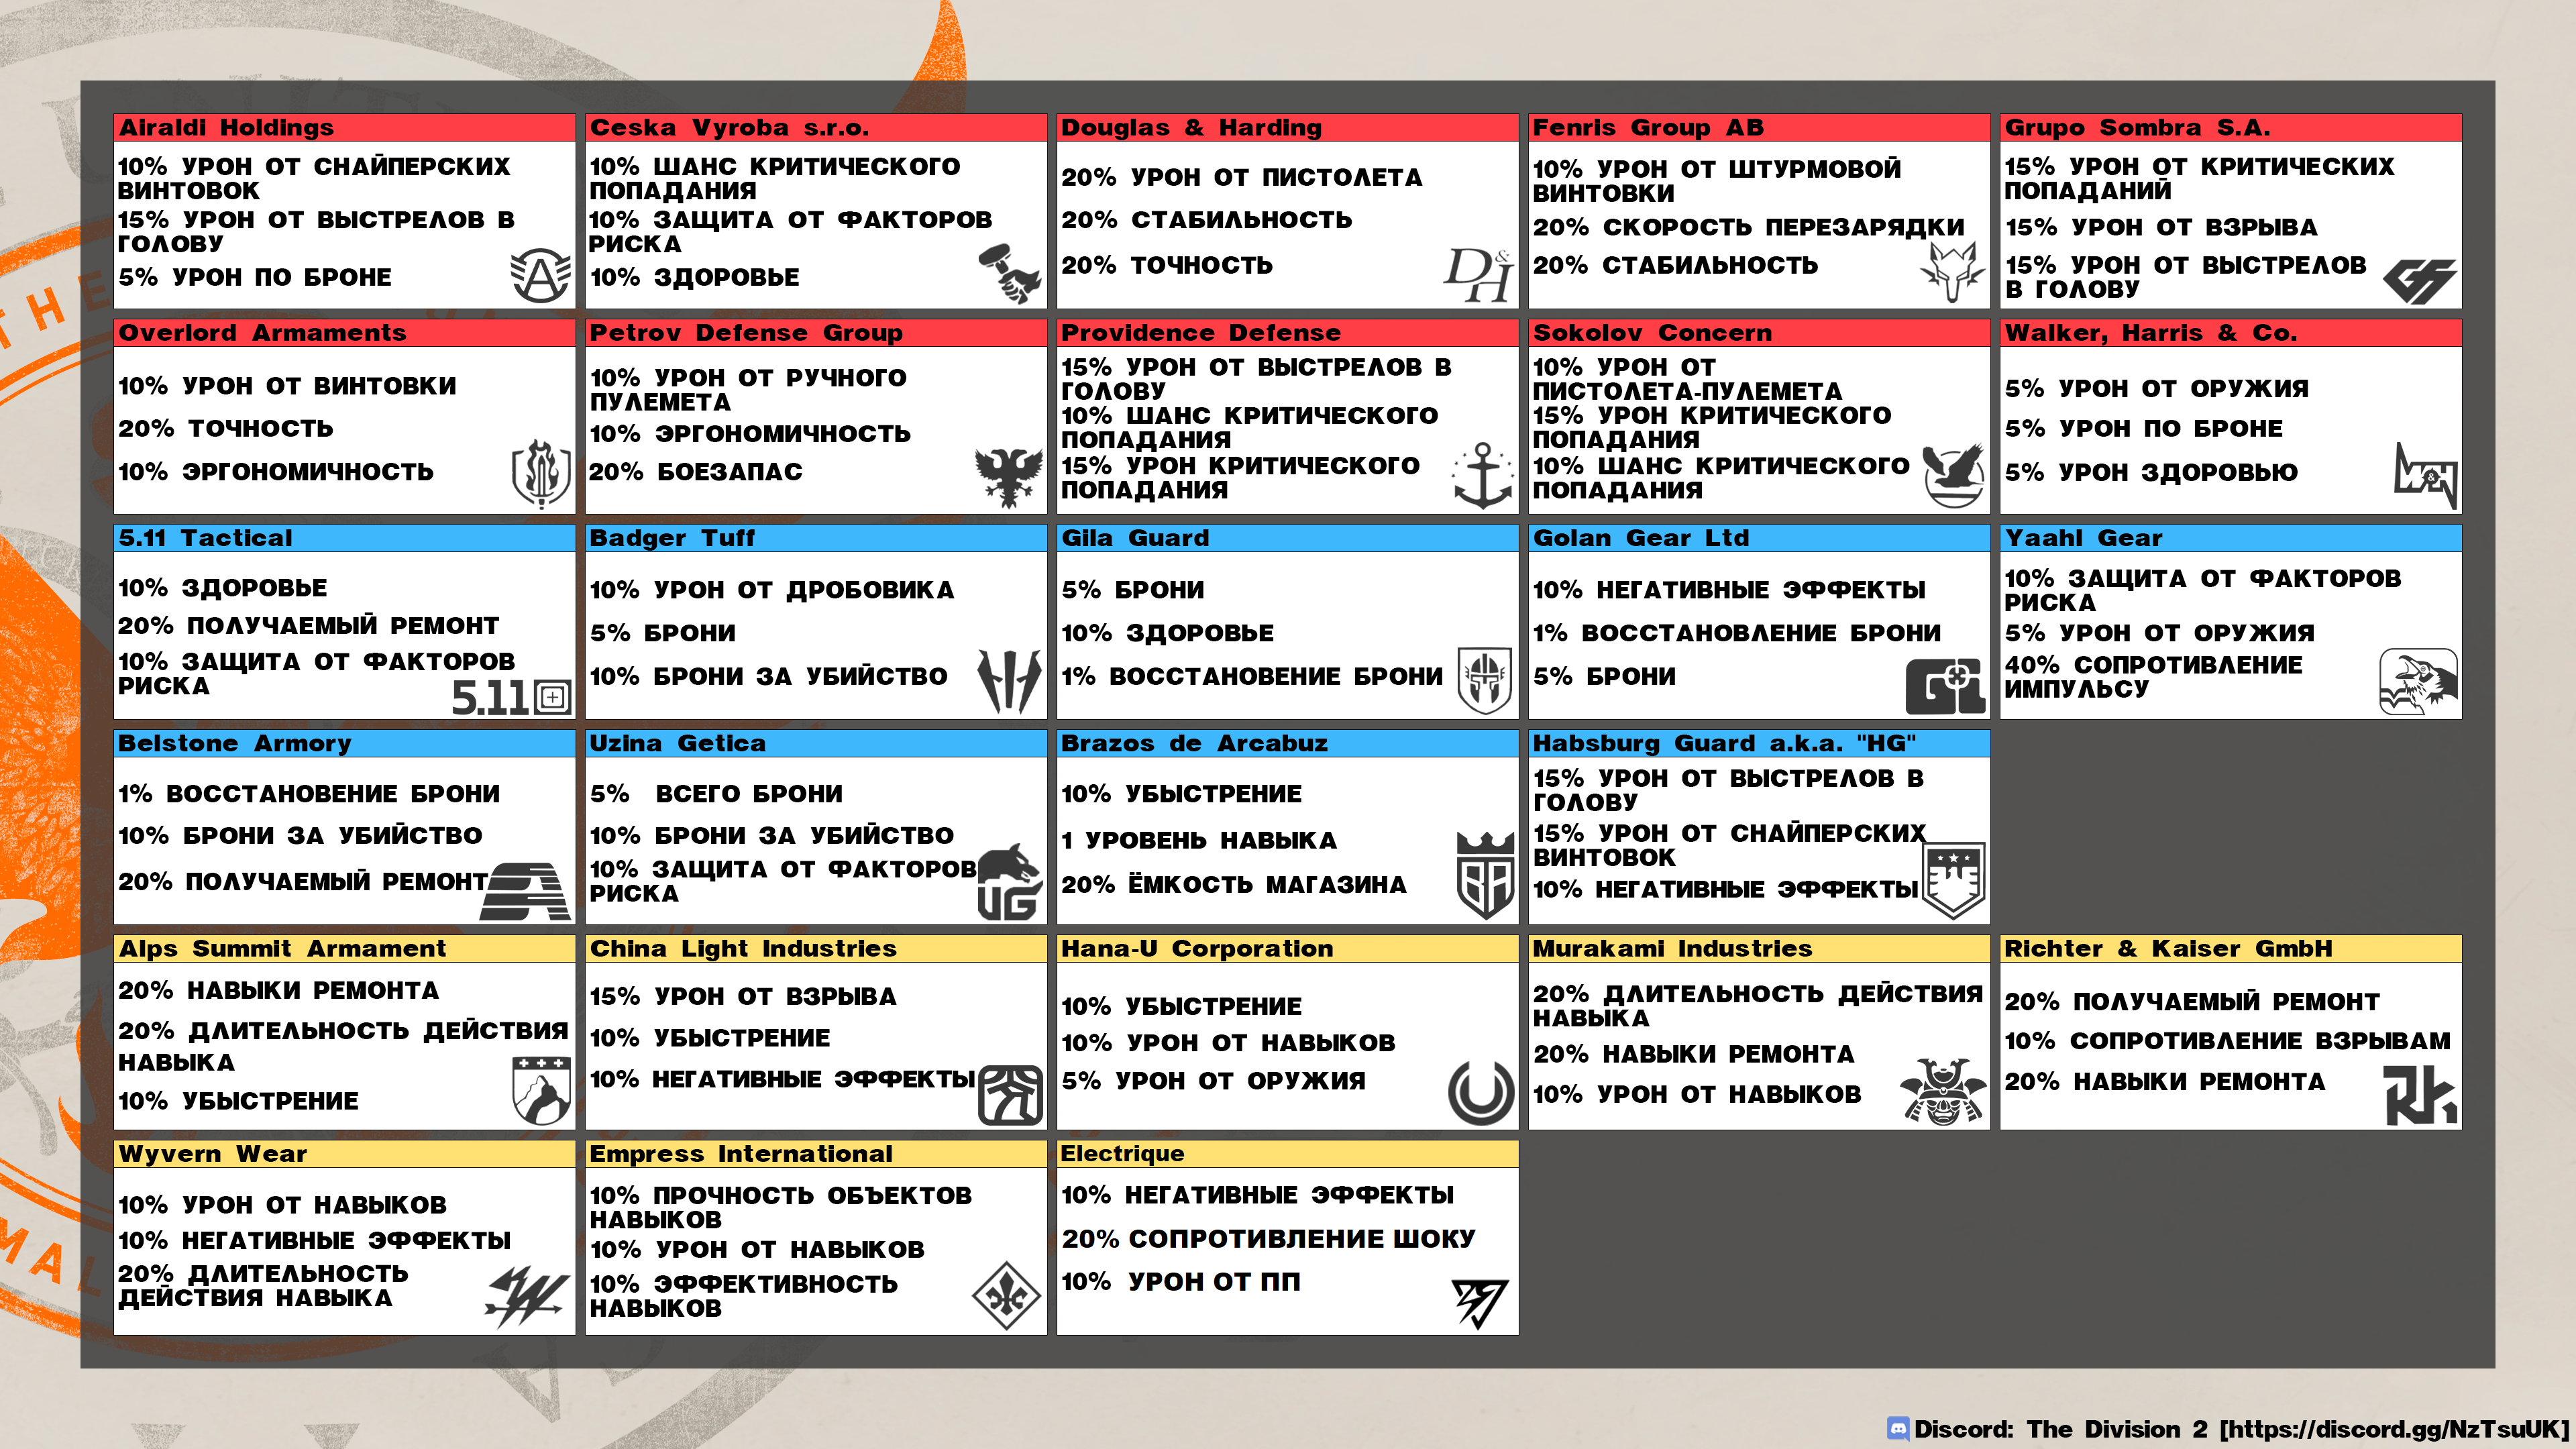 Airaldi Holdings
10% УРОН ОТ СНАЙПЕРСКИХ
ВИНТОВОК
15% УРОН ОТ ВЫСТРЕЛОВ В
ГОЛОВУ
5% УРОН ПО БРОНЕ
Ceska Vyroba s.r.o.
10% ШАНС КРИТИЧЕСКОГО
ПОПАДАНИЯ
10% ЗАЩИТА ОТ ФАКТОРОВ
РИСКА
10% ЗДОРОВЬЕ
Douglas & Harding
20% УРОН ОТ ПИСТОЛЕТА
20% СТАБИЛЬНОСТЬ
20% ТОЧНОСТЬ
D&H
Fenris Group AB
10% УРОН ОТ ШТУРМОВОЙ
ВИНТОВКИ
20% СКОРОСТЬ ПЕРЕЗАРЯДКИ
20% СТАБИЛЬНОСТЬ
Grupo Sombra S.A.
15% УРОН ОТ КРИТИЧЕСКИХ
ПОПАДАНИЙ
15% УРОН ОТ ВЗРЫВА
15% УРОН ОТ ВЫСТРЕЛОВ
В ГОЛОВУ
Overlord Armaments
10% УРОН ОТ ВИНТОВКИ
20% ТОЧНОСТЬ
10% ЭРГОНОМИЧНОСТЬ
Petrov Defense Group
10% УРОН ОТ РУЧНОГО
ПУЛЕМЕТА
10% ЭРГОНОМИЧНОСТЬ
20% БОЕЗАПАС
Providence Defense
15% УРОН ОТ ВЫСТРЕЛОВ В
ГОЛОВУ
10% ШАНС КРИТИЧЕСКОГО
ПОПАДАНИЯ
15% УРОН КРИТИЧЕСКОГО
ПОПАДАНИЯ
Sokolov Concern
10% УРОН ОТ
ПИСТОЛЕТА-ПУЛЕМЕТА
15% УРОН КРИТИЧЕСКОГО
ПОПАДАНИЯ
10% ШАНС КРИТИЧЕСКОГО
ПОПАДАНИЯ
Walker, Harris & Co.
5% УРОН ОТ ОРУЖИЯ
5% УРОН ПО БРОНЕ
5% УРОН ЗДОРОВЬЮ
W&H
5.11 Tactical
10% ЗДОРОВЬЕ
20% ПОЛУЧАЕМЫЙ РЕМОНТ
10% ЗАЩИТА ОТ ФАКТОРОВ
РИСКА
5.11
Badger Tuff
10% УРОН ОТ ДРОБОВИКА
5% БРОНИ
10% БРОНИ ЗА УБИЙСТВО
Gila Guard
5% БРОНИ
10% ЗДОРОВЬЕ
1% ВОССТАНОВЕНИЕ БРОНИ
Golan Gear Ltd
10% НЕГАТИВНЫЕ ЭФФЕКТЫ
1% ВОССТАНОВЛЕНИЕ БРОНИ
5% БРОНИ
Yaahl Gear
10% ЗАЩИТА ОТ ФАКТОРОВ
РИСКА
5% УРОН ОТ ОРУЖИЯ
40% СОПРОТИВЛЕНИЕ
ИМПУЛЬСУ
Belstone Armory
1% ВОССТАНОВЕНИЕ БРОНИ
10% БРОНИ ЗА УБИЙСТВО
20% ПОЛУЧАЕМЫЙ РЕМОНТ
Uzina Getica
5% ВСЕГО БРОНИ
10% БРОНИ ЗА УБИЙСТВО
10% ЗАЩИТА ОТ ФАКТОРОВ
РИСКА
UG
Brazos de Arcabuz
10% УБЫСТРЕНИЕ
1 УРОВЕНЬ НАВЫКА
20% ЁМКОСТЬ МАГАЗИНА
BA
Habsburg Guard a.k.a. "HG"
15% УРОН ОТ ВЫСТРЕЛОВ В
ГОЛОВУ
15% УРОН ОТ СНАЙПЕРСКИХ
ВИНТОВОК
10% НЕГАТИВНЫЕ ЭФФЕКТЫ
Alps Summit Armament
20% НАВЫКИ РЕМОНТА
20% ДЛИТЕЛЬНОСТЬ ДЕЙСТВИЯ
НАВЫКА
10% УБЫСТРЕНИЕ
China Light Industries
15% УРОН ОТ ВЗРЫВА
10% УБЫСТРЕНИЕ
10% НЕГАТИВНЫЕ ЭФФЕКТЫ
Hana-U Corporation
10% УБЫСТРЕНИЕ
10% УРОН ОТ НАВЫКОВ
5% УРОН ОТ ОРУЖИЯ
Murakami Industries
20% ДЛИТЕЛЬНОСТЬ ДЕЙСТВИЯ
НАВЫКА
20% НАВЫКИ РЕМОНТА
10% УРОН ОТ НАВЫКОВ
Richter & Kaiser GmbH
20% ПОЛУЧАЕМЫЙ РЕМОНТ
10% СОПРОТИВЛЕНИЕ ВЗРЫВАМ
20% НАВЫКИ РЕМОНТА
RK
Wyvern Wear
10% УРОН ОТ НАВЫКОВ
10% НЕГАТИВНЫЕ ЭФФЕКТЫ
20% ДЛИТЕЛЬНОСТЬ
ДЕЙСТВИЯ НАВЫКА
Empress International
10% ПРОЧНОСТЬ ОБЪЕКТОВ
НАВЫКОВ
10% УРОН ОТ НАВЫКОВ
10% ЭФФЕКТИВНОСТЬ
НАВЫКОВ
Electrique
10% НЕГАТИВНЫЕ ЭФФЕКТЫ
20% СОПРОТИВЛЕНИЕ ШОКУ
10% УРОН ОТ ПП
Discord: The Division 2 [https://discord.gg/NzTsuUK]